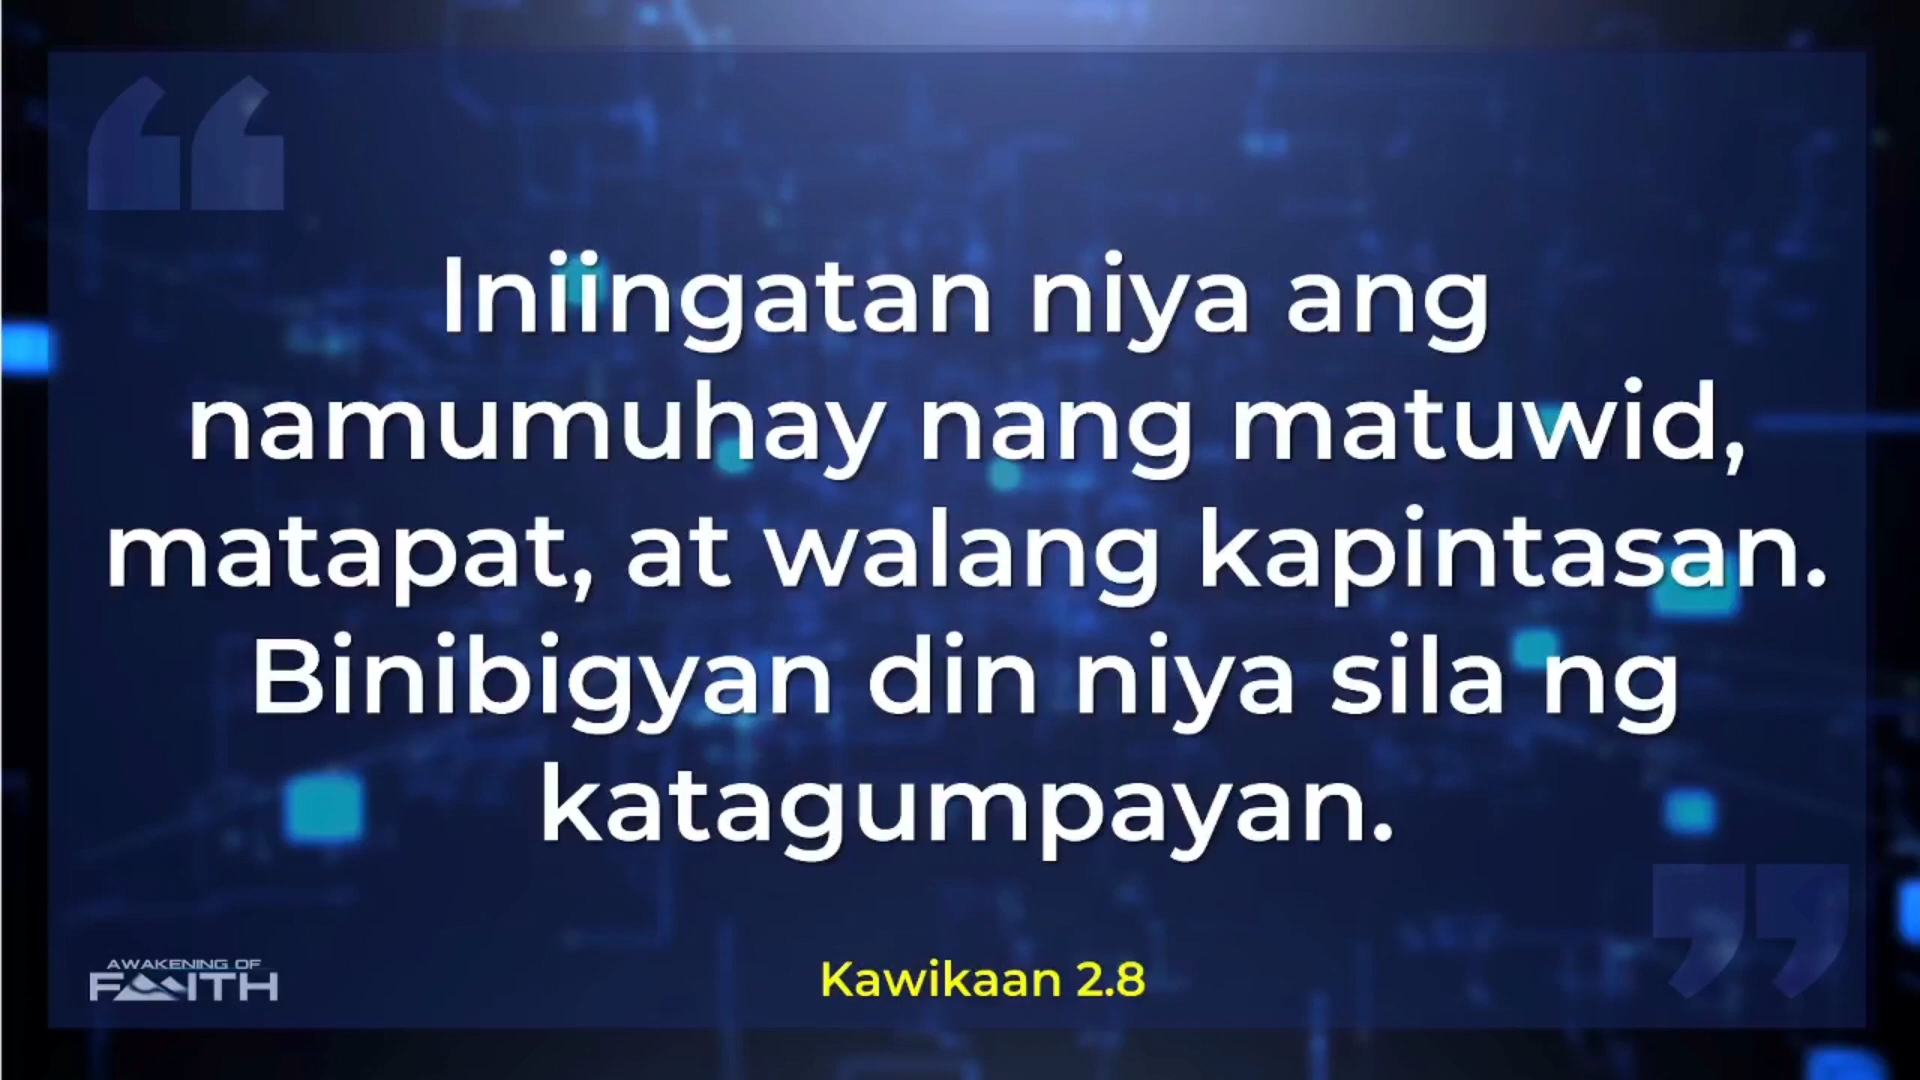 Iniingatan niya ang
namumuhay nang matuwid,
matapat, at walang kapintasan.
Binibigyan din niya sila ng
katagumpayan.
Kawikaan 2.8
AWAKENING OF
FAITH